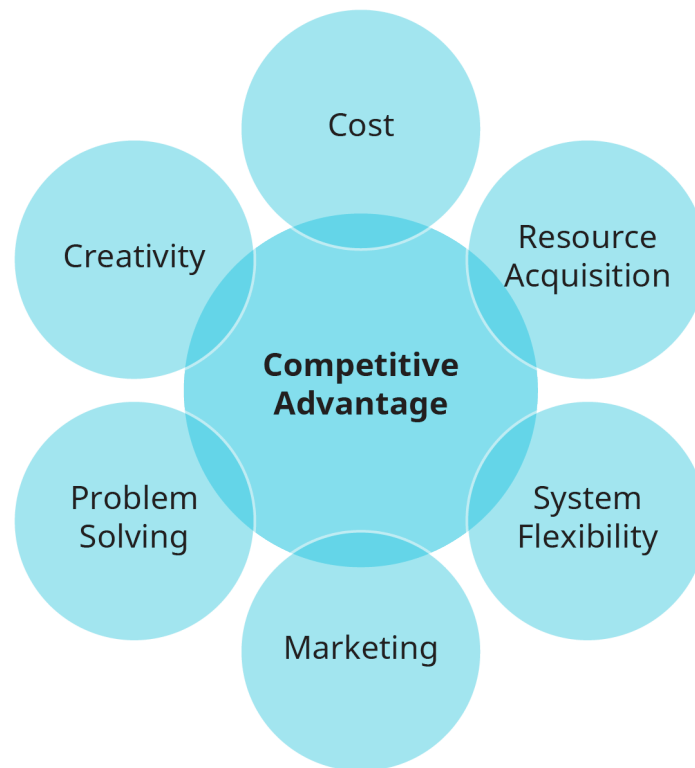 Cost
Resource
Acquisition
Creativity
Competitive
Advantage
Problem
Solving
System
Flexibility
Marketing